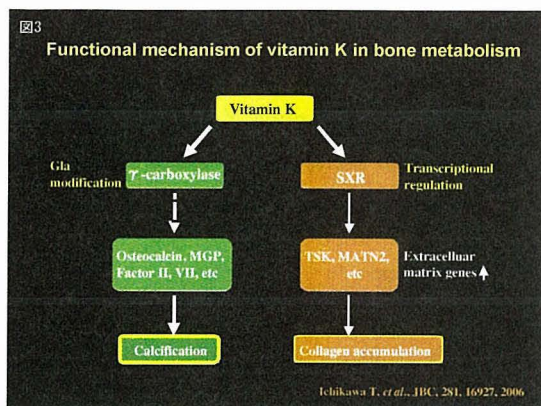 図3
Functional mechanism of vitamin K in bone metabolism
Vitamin K
Gla
modification
γ-carboxylase
SXR
Transcriptional
regulation
Osteocalcin, MGP,
Factor II, VII, etc
TSK, MATN2,
etc
Extracelluar
matrix genes ↑
Calcification
Collagen accumulation
Ichikawa T, et al., JBC, 281, 16927, 2006